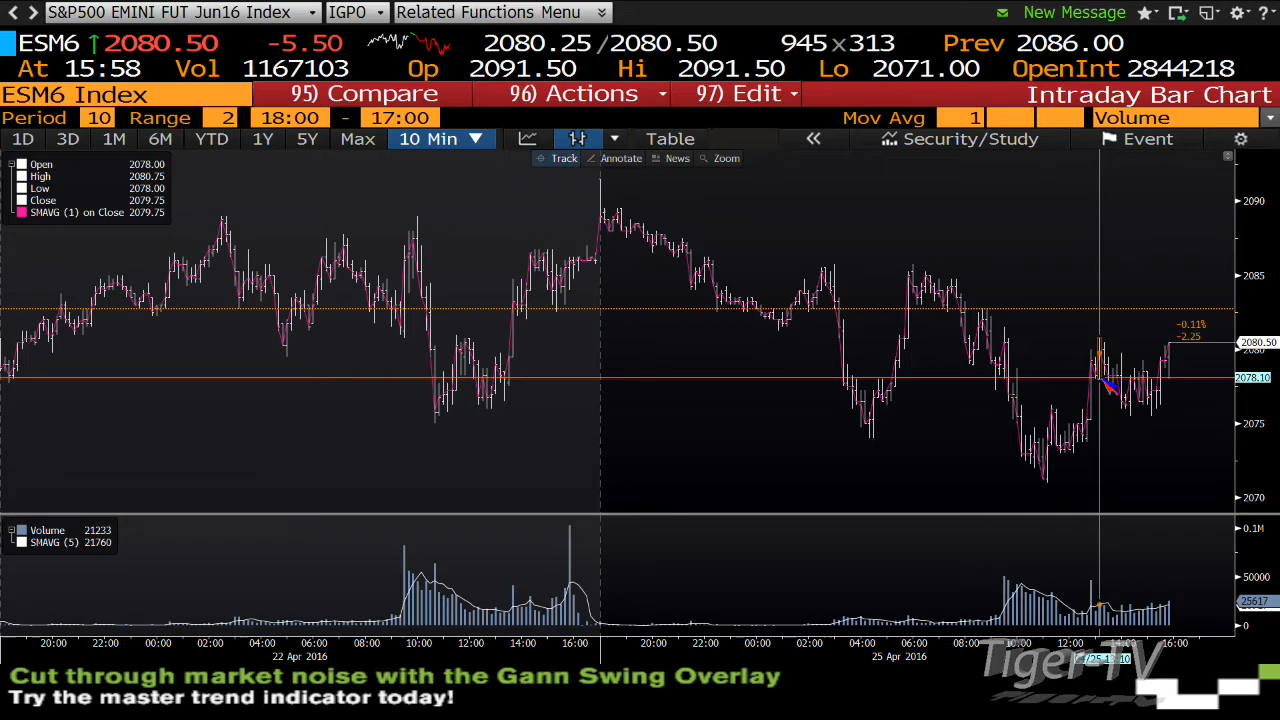 S&P500 EMINI FUT Jun16 Index IGPO Related Functions Menu New Message
ESM6 ↑2080.50 -5.50 2080.25/2080.50 945x313 Prev 2086.00
At 15:58 Vol 1167103 Op 2091.50 Hi 2091.50 Lo 2071.00 OpenInt 2844218
ESM6 Index 95) Compare 96) Actions 97) Edit Intraday Bar Chart
Period 10 Range 2 18:00 - 17:00 Mov Avg 1 Volume
1D 3D 1M 6M YTD 1Y 5Y Max 10 Min Table Security/Study Event
Track Annotate News Zoom
Open 2078.00
High 2080.75
Low 2078.00
Close 2079.75
SMAVG (1) on Close 2079.75
2090
2085
-0.11%
-2.25
2080.50
2080
2078.10
2075
2070
Volume 21233
SMAVG (5) 21760
0.1M
50000
25617
0
20:00 22:00 00:00 02:00 04:00 06:00 08:00 10:00 12:00 14:00 16:00 20:00 22:00 00:00 02:00 04:00 06:00 08:00 10:00 12:00 14:00 16:00
22 Apr 2016 25 Apr 2016
Tiger-TV
Cut through market noise with the Gann Swing Overlay
Try the master trend indicator today!